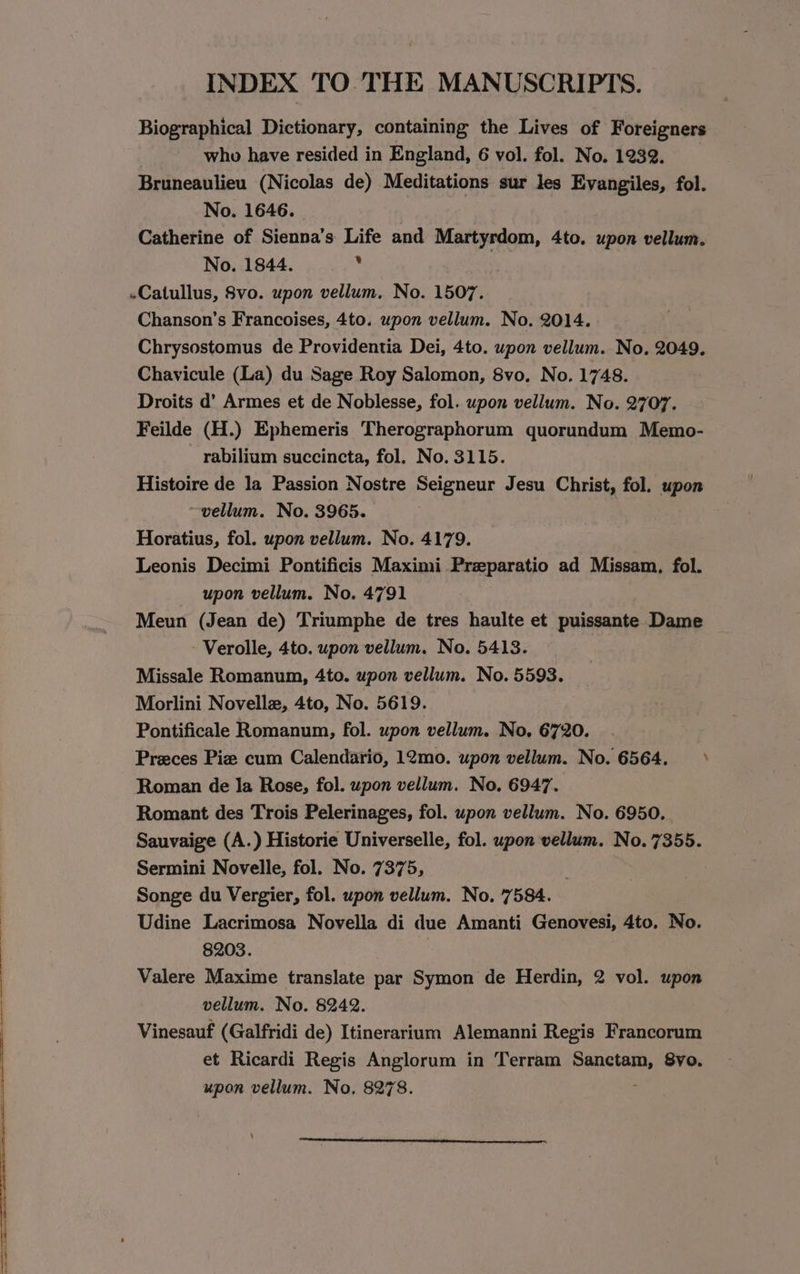 INDEX TO THE MANUSCRIPTS.
Biographical Dictionary, containing the Lives of Foreigners
who have resided in England, 6 vol. fol. No. 1232.
Bruneaulieu (Nicolas de) Meditations sur les Evangiles, fol.
No. 1646.
Catherine of Sienna's Life and Martyrdom, 4to. upon vellum.
No. 1844.
Catullus, 8vo. upon vellum. No. 1507.
Chanson's Francoises, 4to. upon vellum. No. 2014.
Chrysostomus de Providentia Dei, 4to. upon vellum. No. 2049.
Chavicule (La) du Sage Roy Salomon, 8vo. No. 1748.
Droits d' Armes et de Noblesse, fol. upon vellum. No. 2707.
Feilde (H.) Ephemeris Therographorum quorundum Memo-
rabilium succincta, fol. No. 3115.
Histoire de la Passion Nostre Seigneur Jesu Christ, fol. upon
vellum. No. 3965.
Horatius, fol. upon vellum. No. 4179.
Leonis Decimi Pontificis Maximi Præparatio ad Missam. fol.
upon vellum. No. 4791
Meun (Jean de) Triumphe de tres haulte et puissante Dame
Verolle, 4to. upon vellum. No. 5413.
Missale Romanum, 4to. upon vellum. No. 5593.
Morlini Novellæ, 4to, No. 5619.
Pontificale Romanum, fol. upon vellum. No. 6720.
Præces Piæ cum Calendario, 12mo. upon vellum. No. 6564.
Roman de la Rose, fol. upon vellum. No. 6947.
Romant des Trois Pelerinages, fol. upon vellum. No. 6950.
Sauvaige (A.) Historie Universelle, fol. upon vellum. No. 7355.
Sermini Novelle, fol. No. 7375,
Songe du Vergier, fol. upon vellum. No. 7584.
Udine Lacrimosa Novella di due Amanti Genovesi, 4to. No.
8203.
Valere Maxime translate par Symon de Herdin, 2 vol. upon
vellum. No. 8242.
Vinesauf (Galfridi de) Itinerarium Alemanni Regis Francorum
et Ricardi Regis Anglorum in Terram Sanctam, 8vo.
upon vellum. No. 8278.